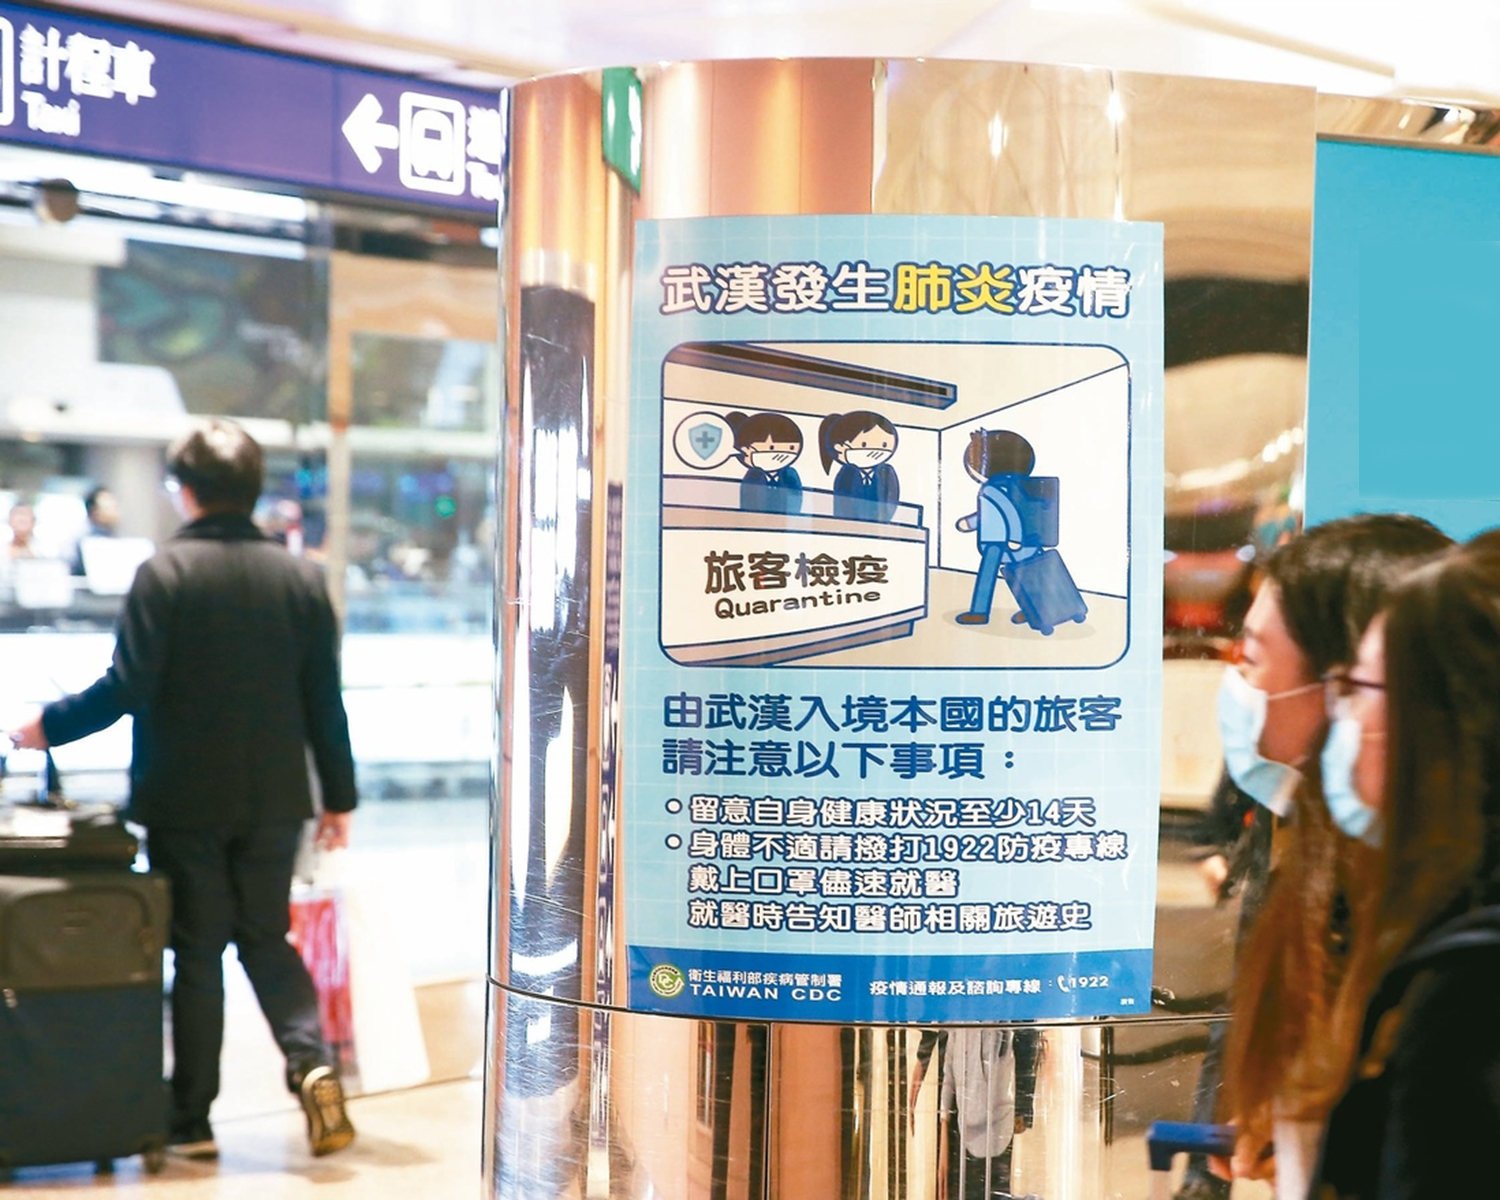 計程車
Taxi
武漢發生肺炎疫情
旅客檢疫
Quarantine
由武漢入境本國的旅客
請注意以下事項：
•留意自身健康狀況至少14天
•身體不適請撥打1922防疫專線
戴上口罩儘速就醫
就醫時告知醫師相關旅遊史
衛生福利部疾病管制署
TAIWAN CDC
疫情通報及諮詢專線：1922